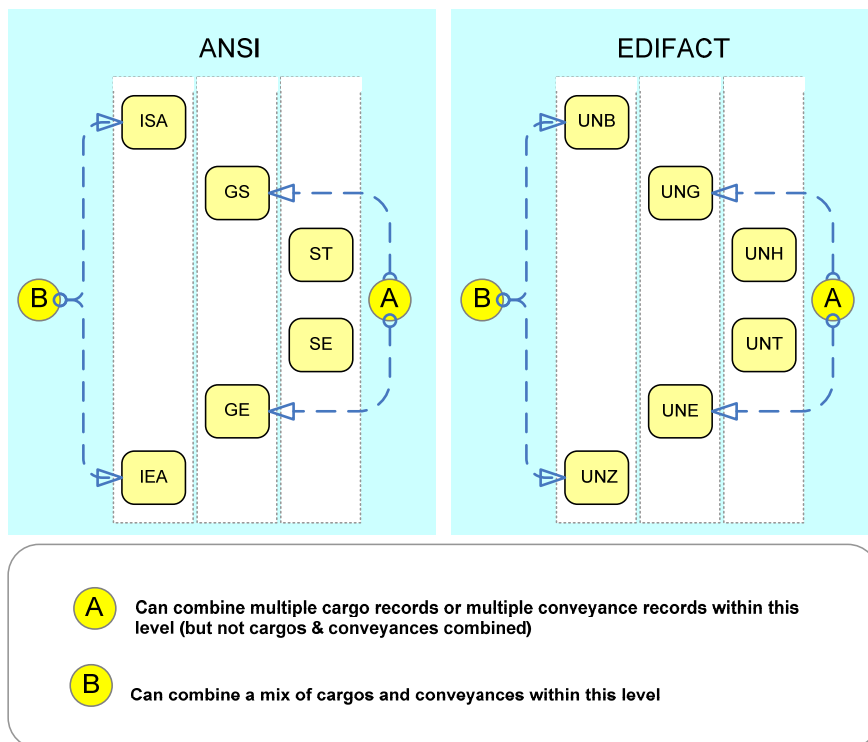 ANSI
ISA
GS
ST
B
A
SE
GE
IEA
EDIFACT
UNB
UNG
UNH
B
A
UNT
UNE
UNZ
A
Can combine multiple cargo records or multiple conveyance records within this
level (but not cargos & conveyances combined)
B
Can combine a mix of cargos and conveyances within this level